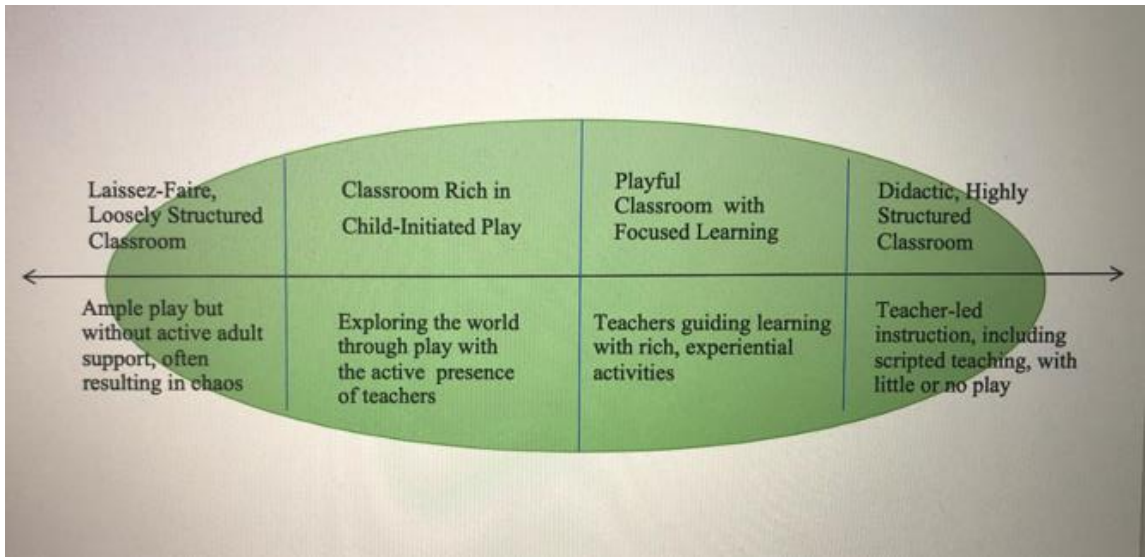 Laissez-Faire,
Loosely Structured
Classroom
Classroom Rich in
Child-Initiated Play
Playful
Classroom with
Focused Learning
Didactic, Highly
Structured
Classroom
Ample play but
without active adult
support, often
resulting in chaos
Exploring the world
through play with
the active presence
of teachers
Teachers guiding learning
with rich, experiential
activities
Teacher-led
instruction, including
scripted teaching, with
little or no play